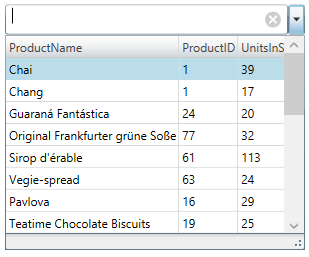 ProductName ProductID UnitsInS
Chai 1 39
Chang 1 17
Guaraná Fantástica 24 20
Original Frankfurter grüne Soße 77 32
Sirop d'érable 61 113
Vegie-spread 63 24
Pavlova 16 29
Teatime Chocolate Biscuits 19 25